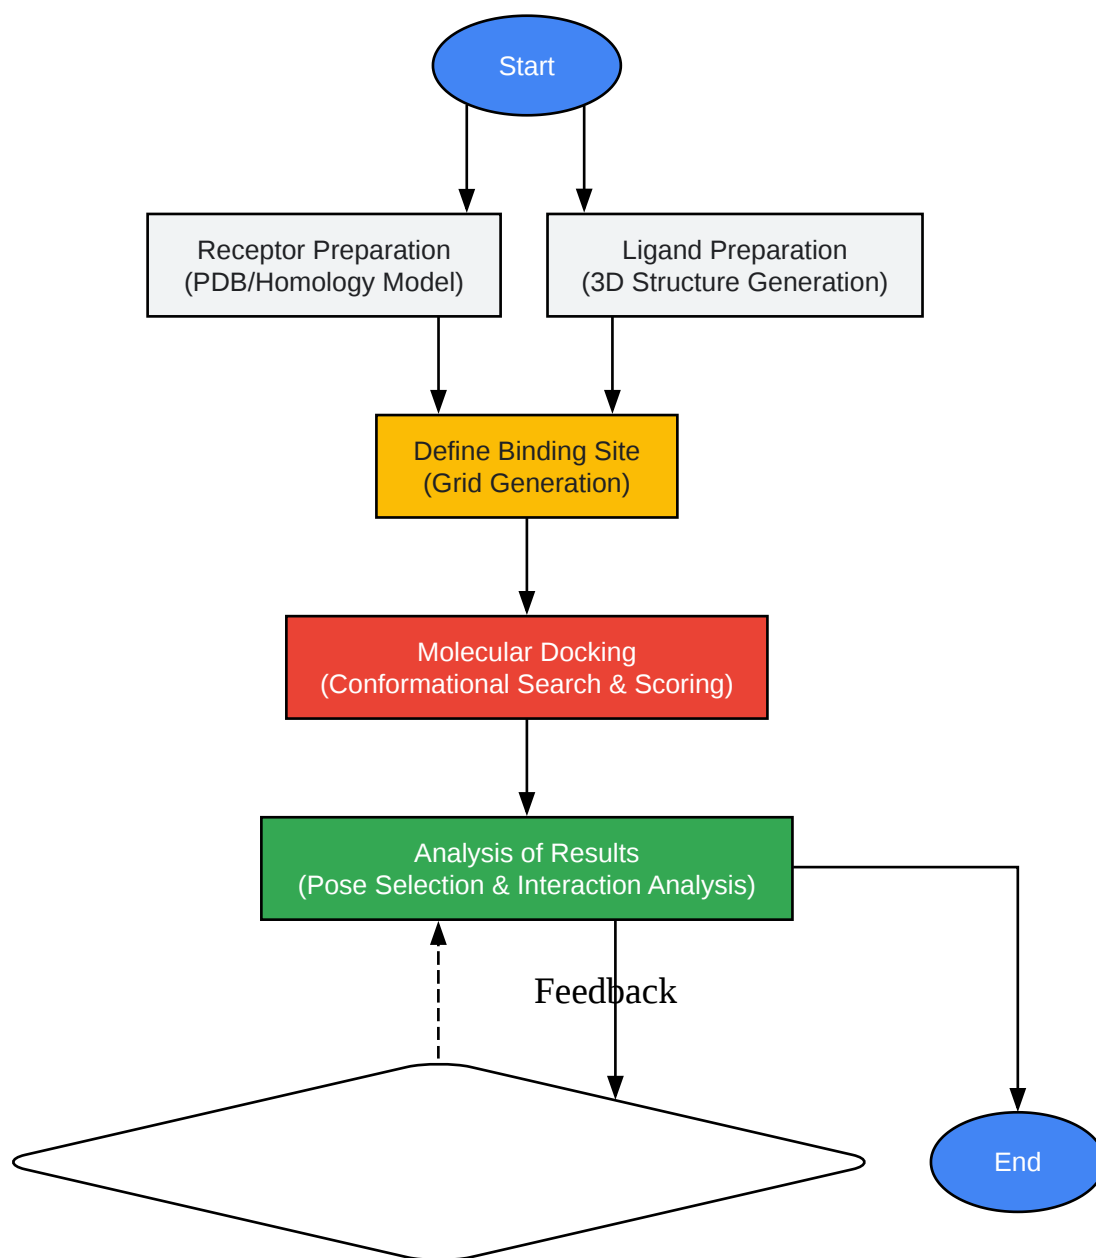 Start
Receptor Preparation
(PDB/Homology Model)
Ligand Preparation
(3D Structure Generation)
Define Binding Site
(Grid Generation)
Molecular Docking
(Conformational Search & Scoring)
Analysis of Results
(Pose Selection & Interaction Analysis)
Feedback
End